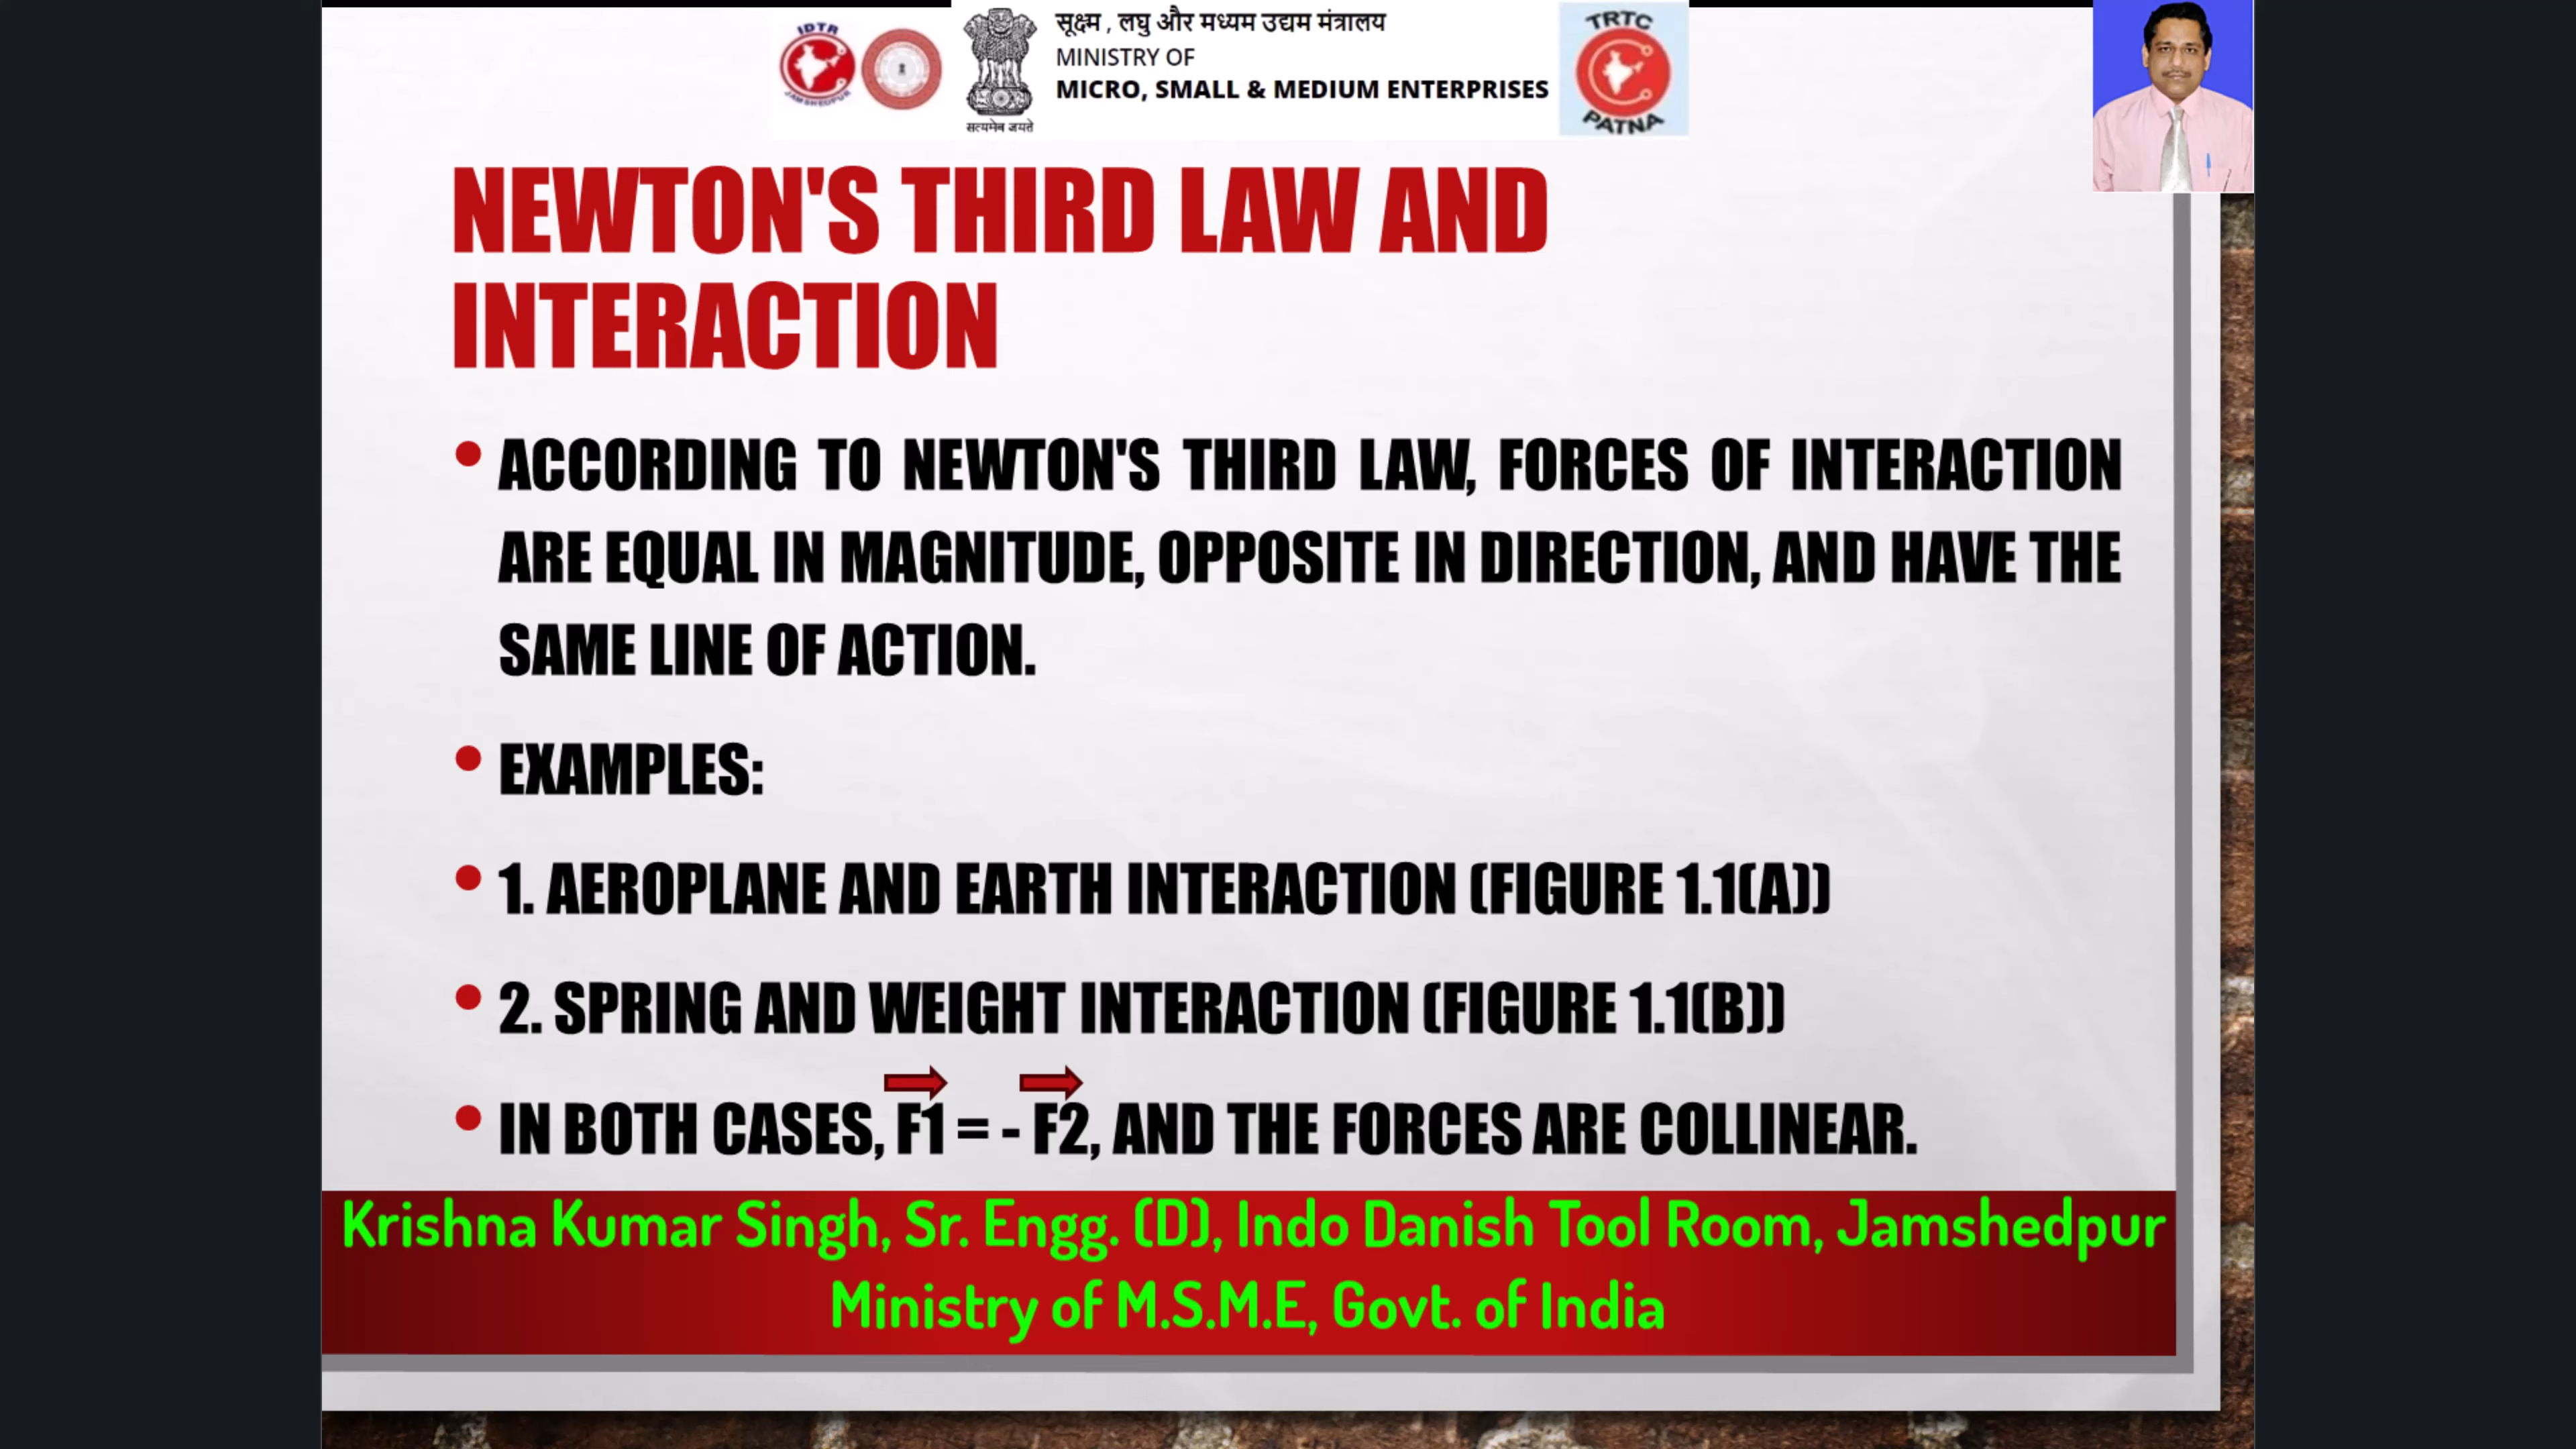 IDTR
JAMSHEDPUR
सत्यमेव जयते
सूक्ष्म , लघु और मध्यम उद्यम मंत्रालय
MINISTRY OF
MICRO, SMALL & MEDIUM ENTERPRISES
TRTC
PATNA
NEWTON'S THIRD LAW AND
INTERACTION
• ACCORDING TO NEWTON'S THIRD LAW, FORCES OF INTERACTION
ARE EQUAL IN MAGNITUDE, OPPOSITE IN DIRECTION, AND HAVE THE
SAME LINE OF ACTION.
• EXAMPLES:
• 1. AEROPLANE AND EARTH INTERACTION (FIGURE 1.1(A))
• 2. SPRING AND WEIGHT INTERACTION (FIGURE 1.1(B))
• IN BOTH CASES, F1 = - F2, AND THE FORCES ARE COLLINEAR.
Krishna Kumar Singh, Sr. Engg. (D), Indo Danish Tool Room, Jamshedpur
Ministry of M.S.M.E, Govt. of India